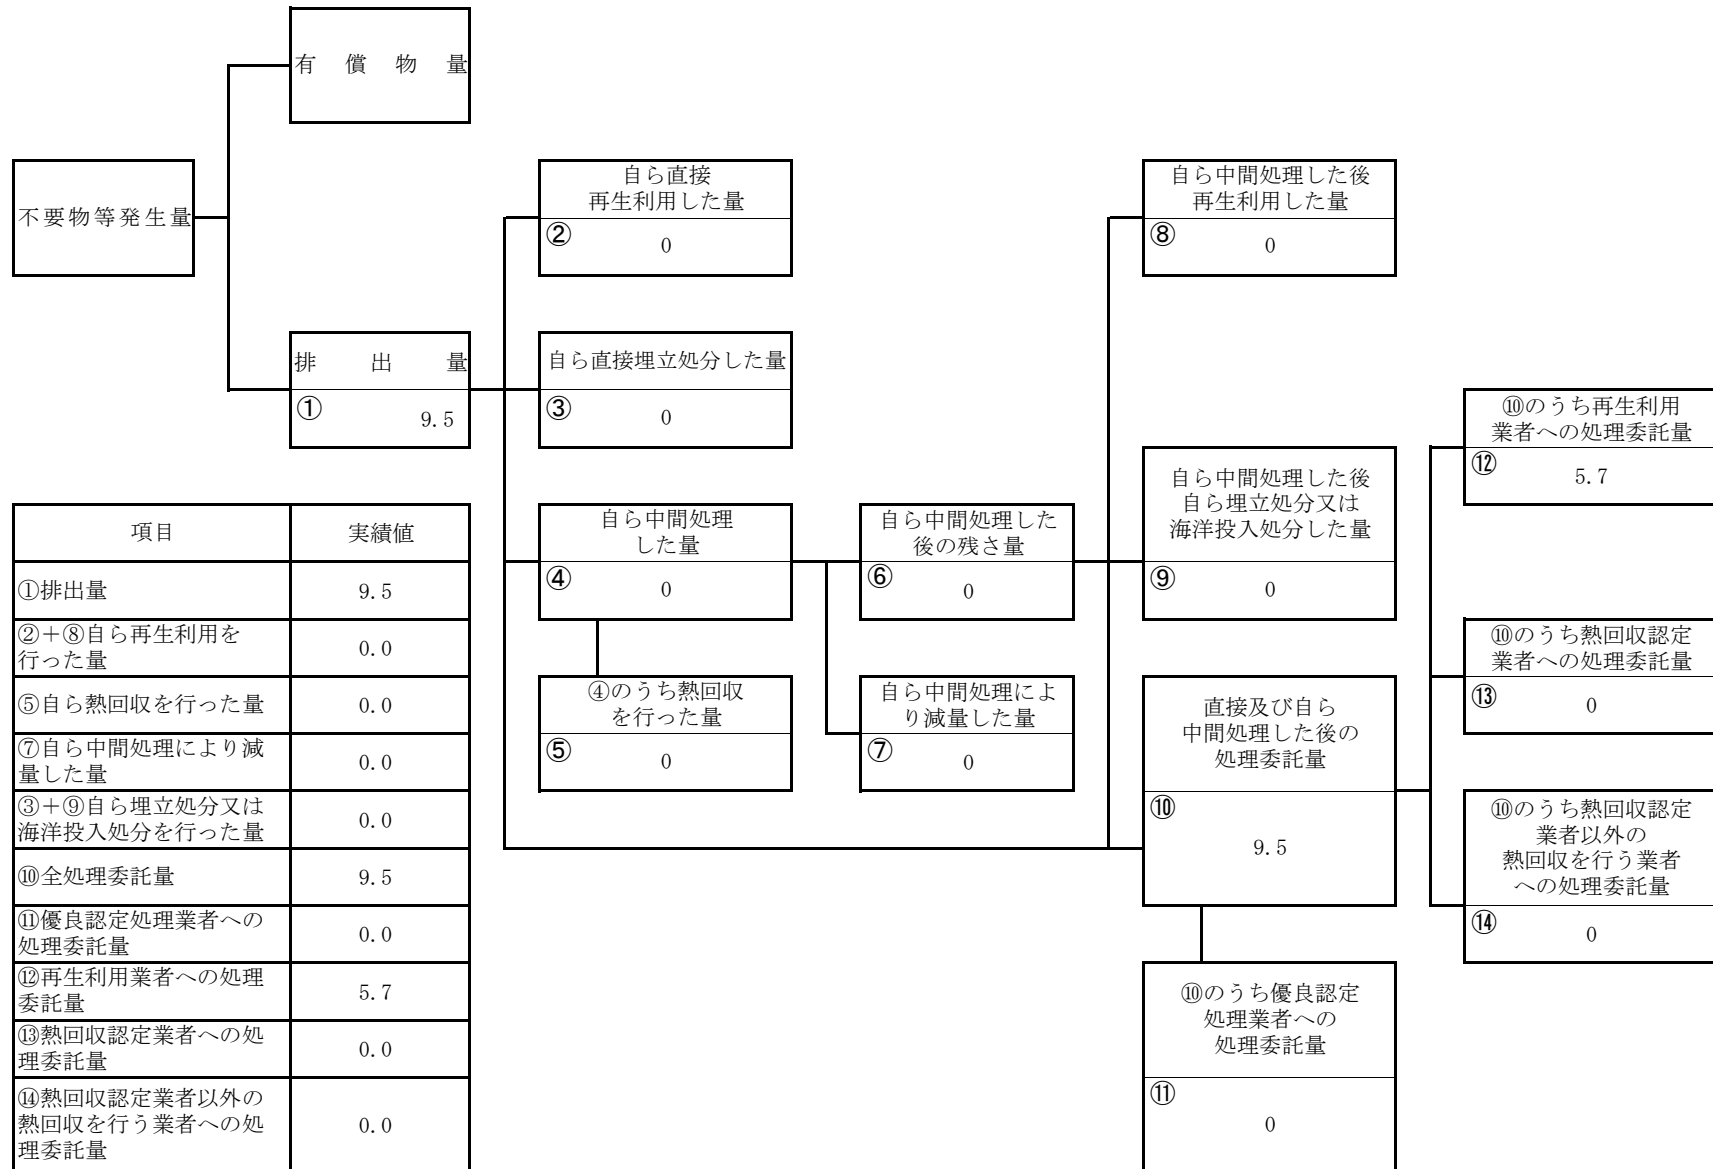 有償物量
不要物等発生量
排出量
①
9.5
自ら直接
再生利用した量
②
0
自ら直接埋立処分した量
③
0
自ら中間処理
した量
④
0
④のうち熱回収
を行った量
⑤
0
自ら中間処理した
後の残さ量
⑥
0
自ら中間処理によ
り減量した量
⑦
0
自ら中間処理した後
再生利用した量
⑧
0
自ら中間処理した後
自ら埋立処分又は
海洋投入処分した量
⑨
0
直接及び自ら
中間処理した後の
処理委託量
⑩
9.5
⑩のうち優良認定
処理業者への
処理委託量
⑪
0
⑩のうち再生利用
業者への処理委託量
⑫
5.7
⑩のうち熱回収認定
業者への処理委託量
⑬
0
⑩のうち熱回収認定
業者以外の
熱回収を行う業者
への処理委託量
⑭
0
項目 実績値
①排出量 9.5
②+⑧自ら再生利用を
行った量 0.0
⑤自ら熱回収を行った量 0.0
⑦自ら中間処理により減
量した量 0.0
③+⑨自ら埋立処分又は
海洋投入処分を行った量 0.0
⑩全処理委託量 9.5
⑪優良認定処理業者への
処理委託量 0.0
⑫再生利用業者への処理
委託量 5.7
⑬熱回収認定業者への処
理委託量 0.0
⑭熱回収認定業者以外の
熱回収を行う業者への処
理委託量 0.0